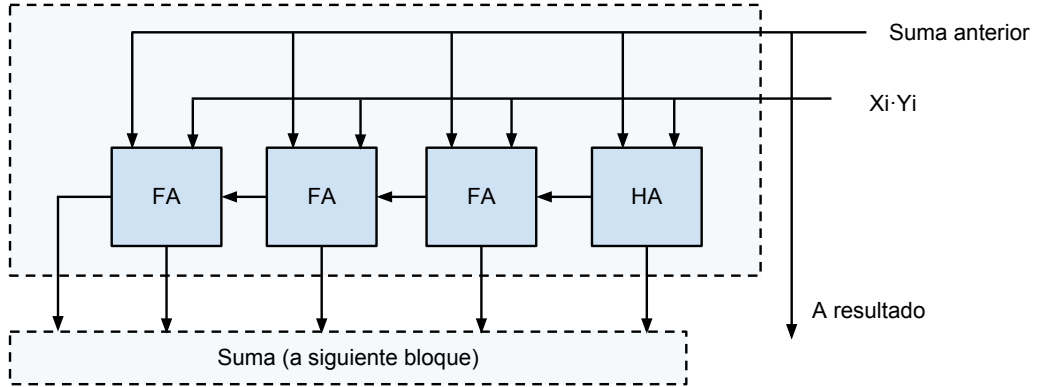 Suma anterior
Xi·Yi
FA
FA
FA
HA
A resultado
Suma (a siguiente bloque)